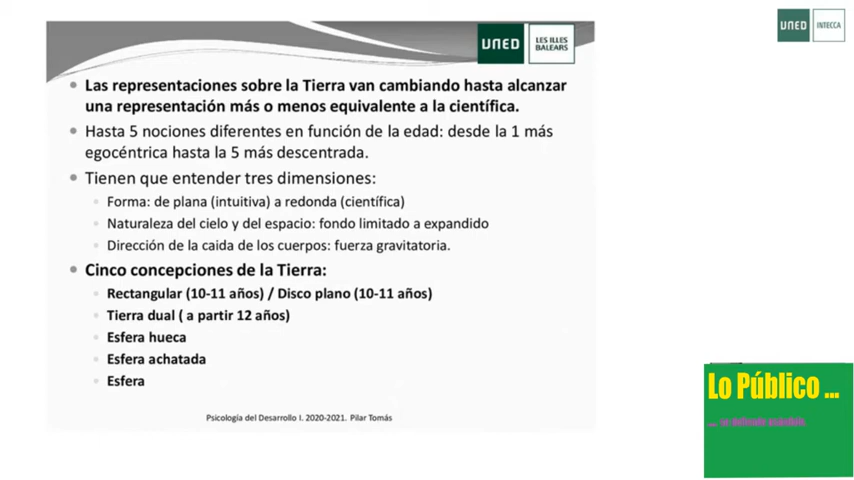 UNED
LES ILLES
BALEARS
UNED
INTECCA
Las representaciones sobre la Tierra van cambiando hasta alcanzar
una representación más o menos equivalente a la científica.
Hasta 5 nociones diferentes en función de la edad: desde la 1 más
egocéntrica hasta la 5 más descentrada.
Tienen que entender tres dimensiones:
Forma: de plana (intuitiva) a redonda (científica)
Naturaleza del cielo y del espacio: fondo limitado a expandido
Dirección de la caida de los cuerpos: fuerza gravitatoria.
Cinco concepciones de la Tierra:
Rectangular (10-11 años) / Disco plano (10-11 años)
Tierra dual ( a partir 12 años)
Esfera hueca
Esfera achatada
Esfera
Psicología del Desarrollo I. 2020-2021. Pilar Tomás
Lo Público ...